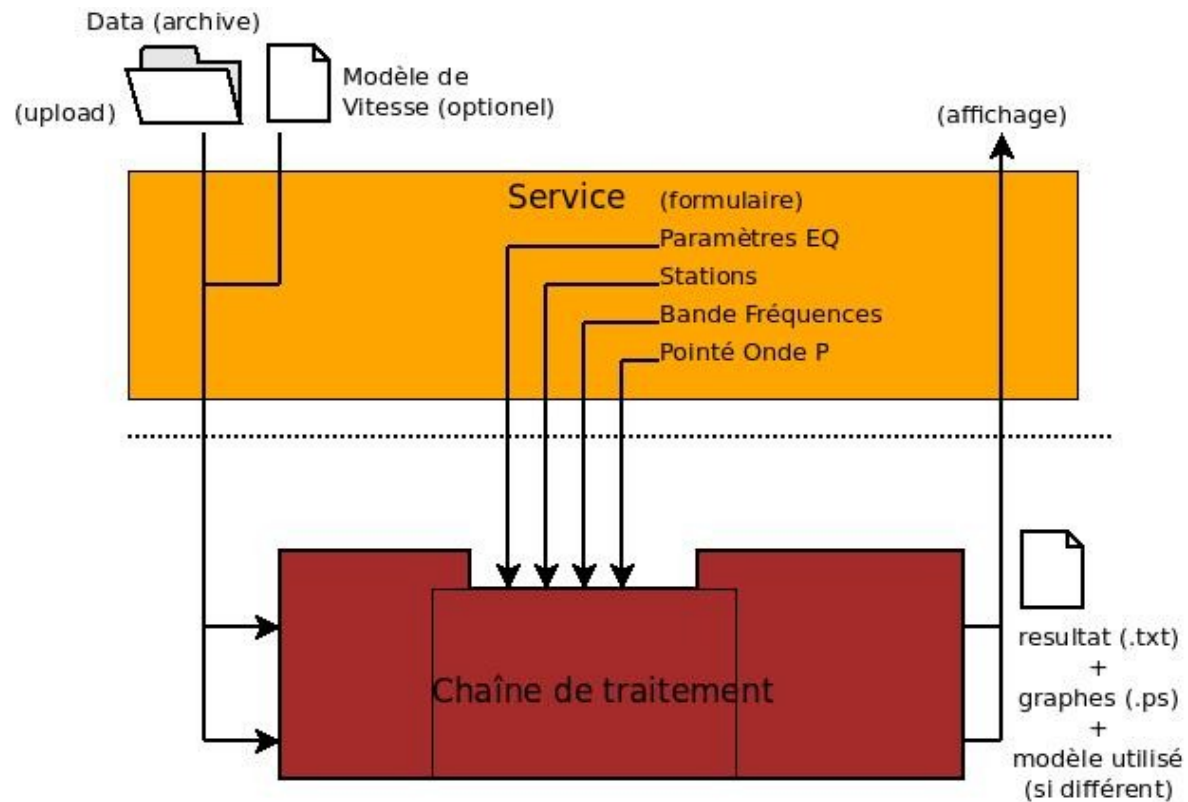 Data (archive)
(upload)
Modèle de
Vitesse (optionel)
(affichage)
Service
(formulaire)
Paramètres EQ
Stations
Bande Fréquences
Pointé Onde P
Chaîne de traitement
resultat (.txt)
+
graphes (.ps)
+
modèle utilisé
(si différent)